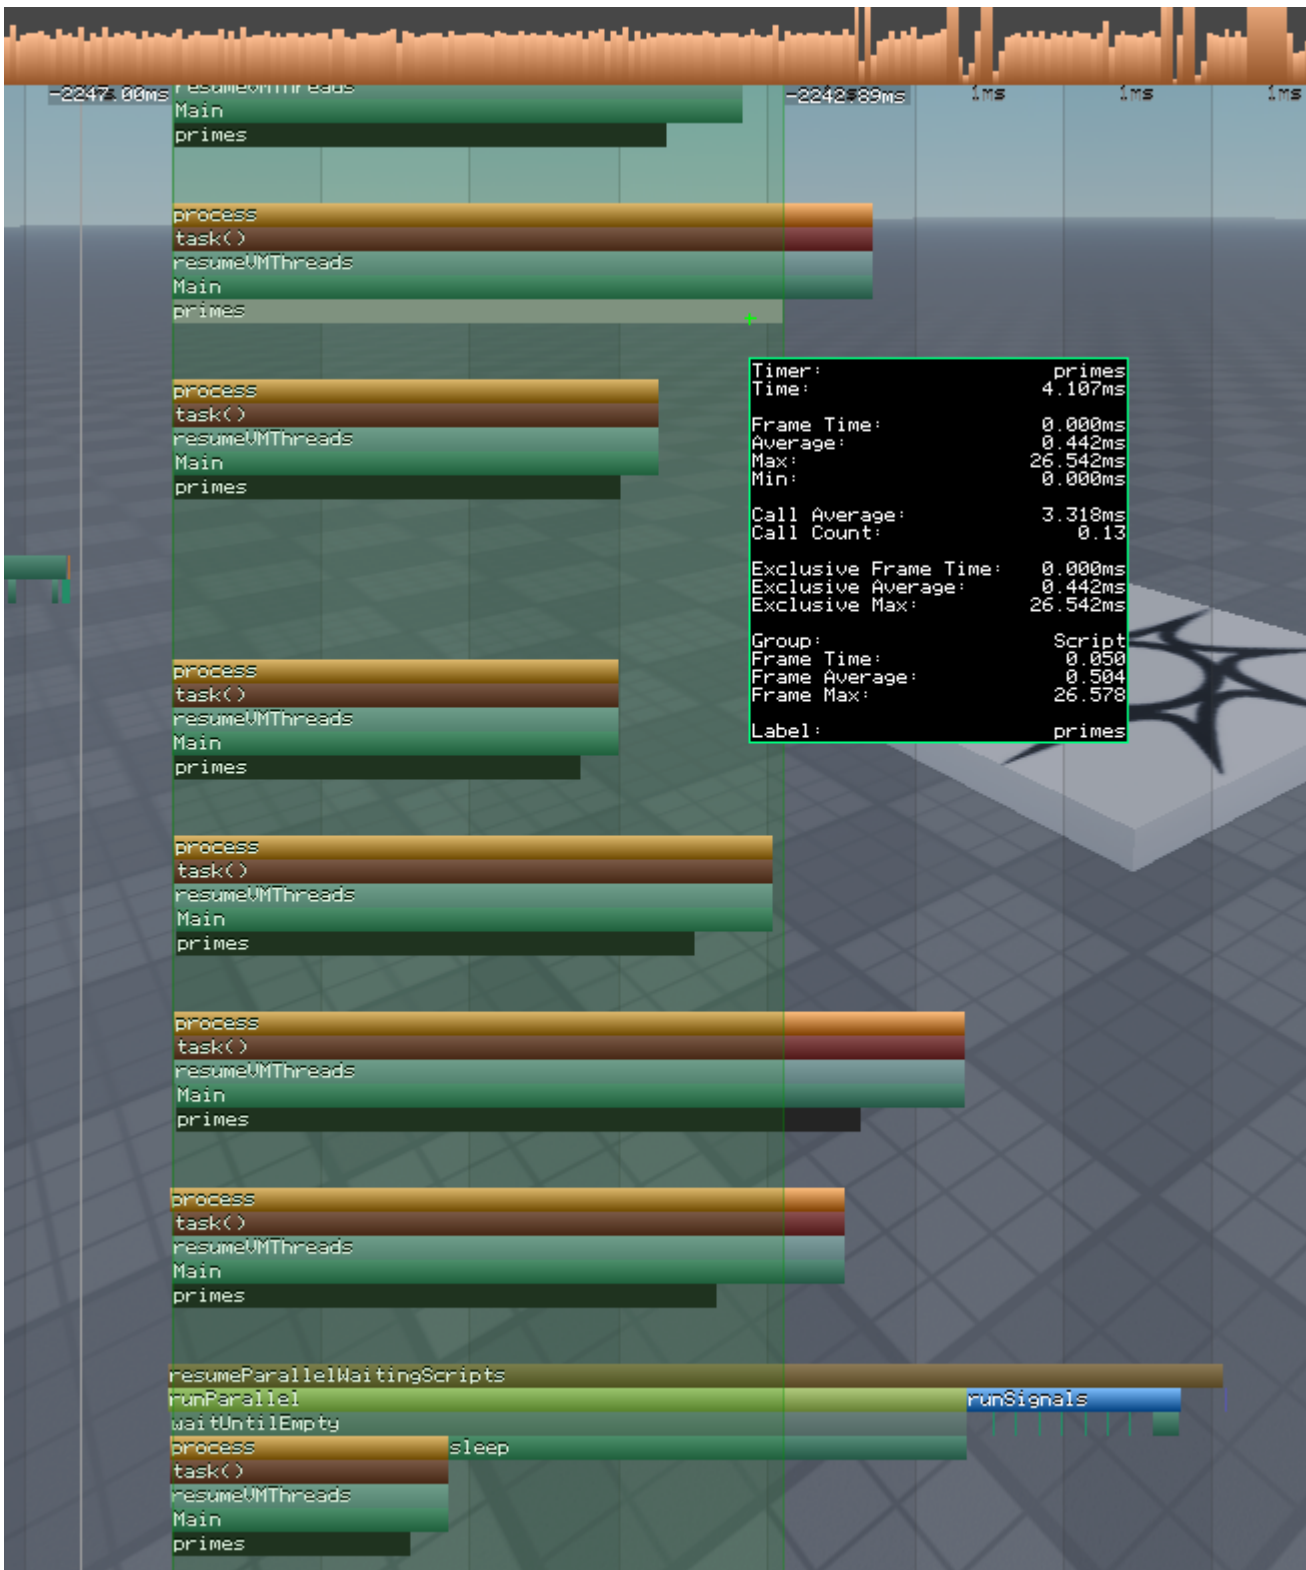 -2247.00ms
resumeVMThreads
-2242.89ms
1ms
1ms
1ms
Main
primes
process
task()
resumeVMThreads
Main
primes
Timer: primes
Time: 4.107ms
Frame Time: 0.000ms
Average: 0.442ms
Max: 26.542ms
Min: 0.000ms
Call Average: 3.318ms
Call Count: 0.13
Exclusive Frame Time: 0.000ms
Exclusive Average: 0.442ms
Exclusive Max: 26.542ms
Group: Script
Frame Time: 0.050
Frame Average: 0.504
Frame Max: 26.578
Label: primes
process
task()
resumeVMThreads
Main
primes
process
task()
resumeVMThreads
Main
primes
process
task()
resumeVMThreads
Main
primes
process
task()
resumeVMThreads
Main
primes
process
task()
resumeVMThreads
Main
primes
resumeParallelWaitingScripts
runParallel
runSignals
waitUntilEmpty
process
sleep
task()
resumeVMThreads
Main
primes